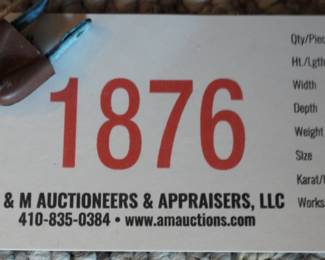 1876
& M AUCTIONEERS & APPRAISERS, LLC
410-835-0384 • www.amauctions.com
Qty/Piec
Ht./Lgth
Width
Depth
Weight
Size
Karat/
Works